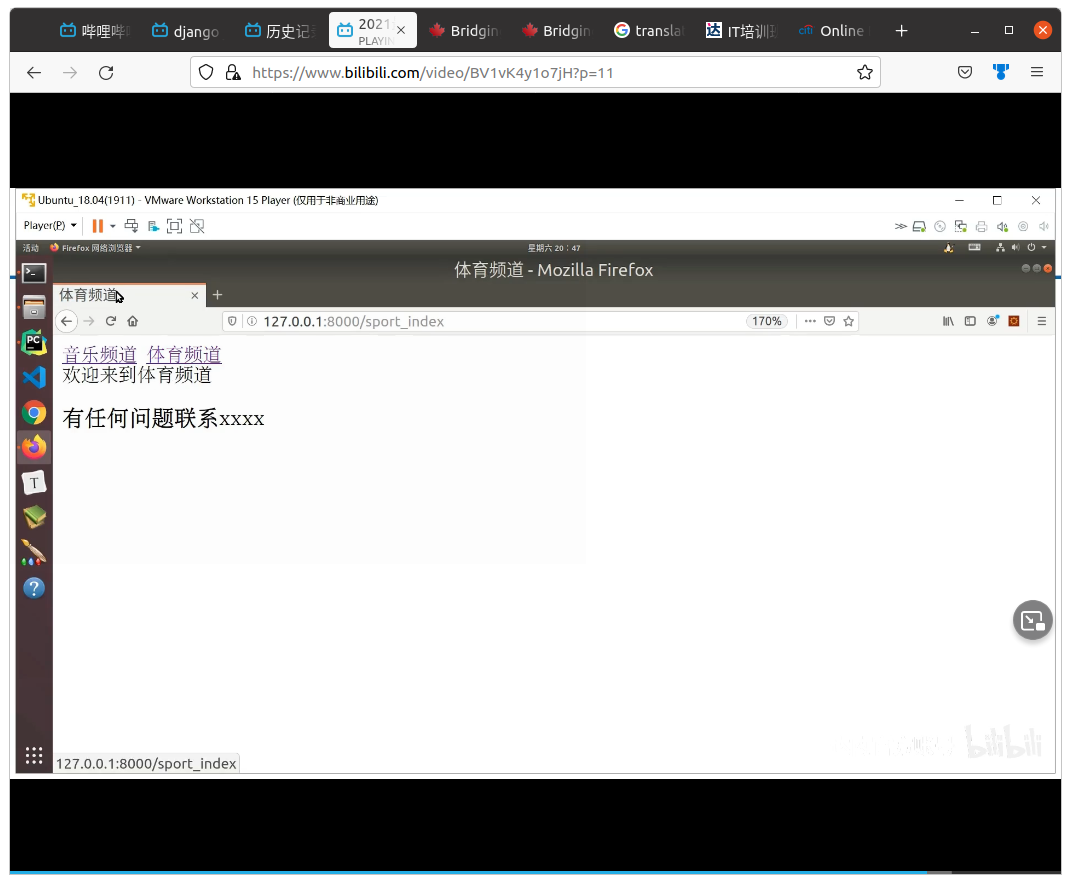 哔哩哔
django
历史记
2021
PLAYIN
Bridgin
Bridgin
transla
IT培训
Online
https://www.bilibili.com/video/BV1vK4y1o7jH?p=11
Ubuntu_18.04(1911) - VMware Workstation 15 Player (仅用于非商业用途)
Player(P)
活动 Firefox 网络浏览器 星期六 20：47
体育频道 - Mozilla Firefox
体育频道
127.0.0.1:8000/sport_index 170%
音乐频道 体育频道
欢迎来到体育频道
有任何问题联系xxxx
bilibili
127.0.0.1:8000/sport_index